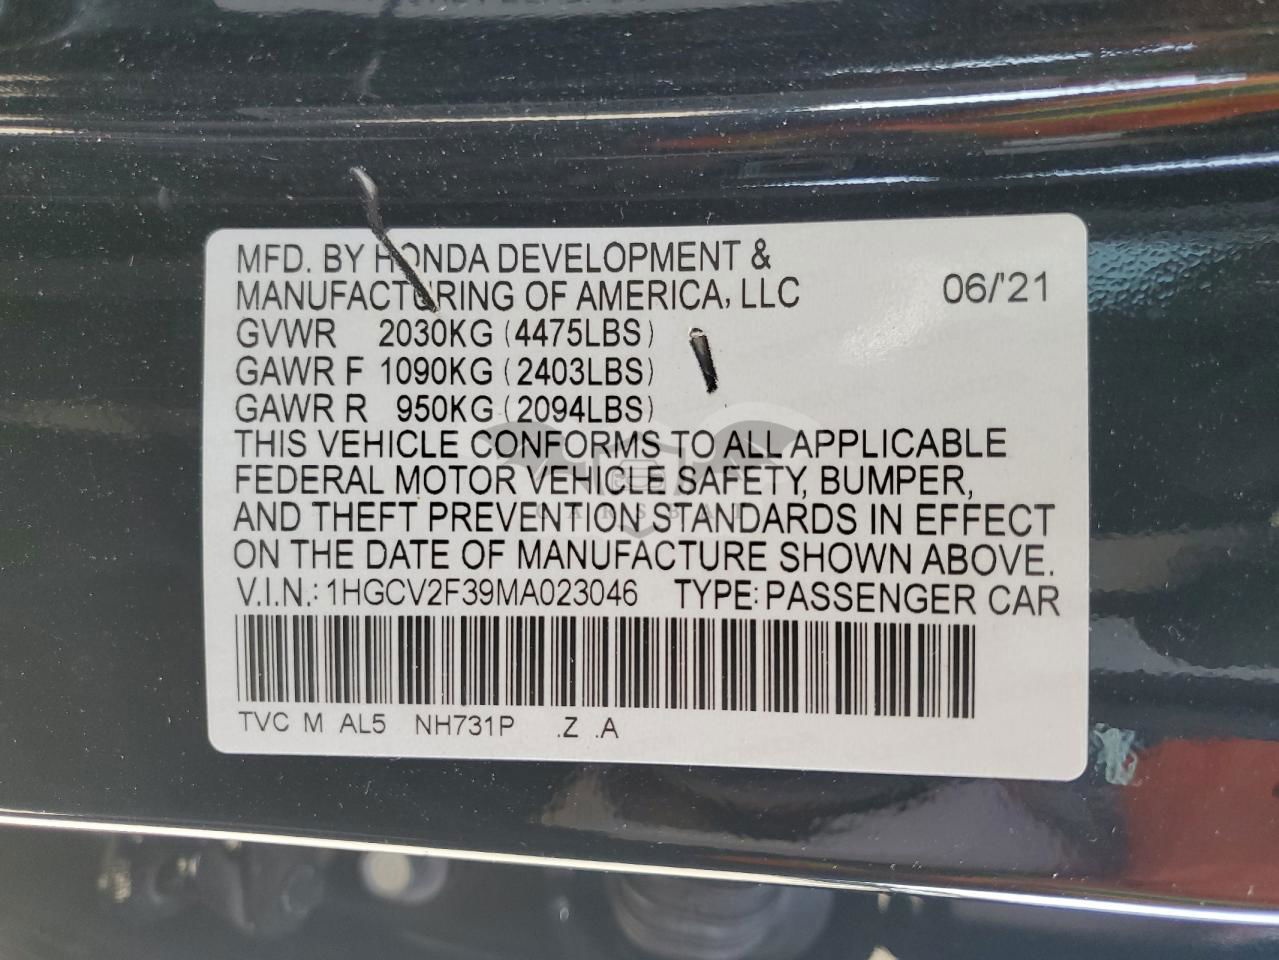 MFD. BY HONDA DEVELOPMENT &
MANUFACTURING OF AMERICA, LLC 06/'21
GVWR 2030KG (4475LBS)
GAWR F 1090KG (2403LBS)
GAWR R 950KG (2094LBS)
THIS VEHICLE CONFORMS TO ALL APPLICABLE
FEDERAL MOTOR VEHICLE SAFETY, BUMPER,
AND THEFT PREVENTION STANDARDS IN EFFECT
ON THE DATE OF MANUFACTURE SHOWN ABOVE.
V.I.N.: 1HGCV2F39MA023046 TYPE: PASSENGER CAR
TVC M AL5 NH731P .Z .A